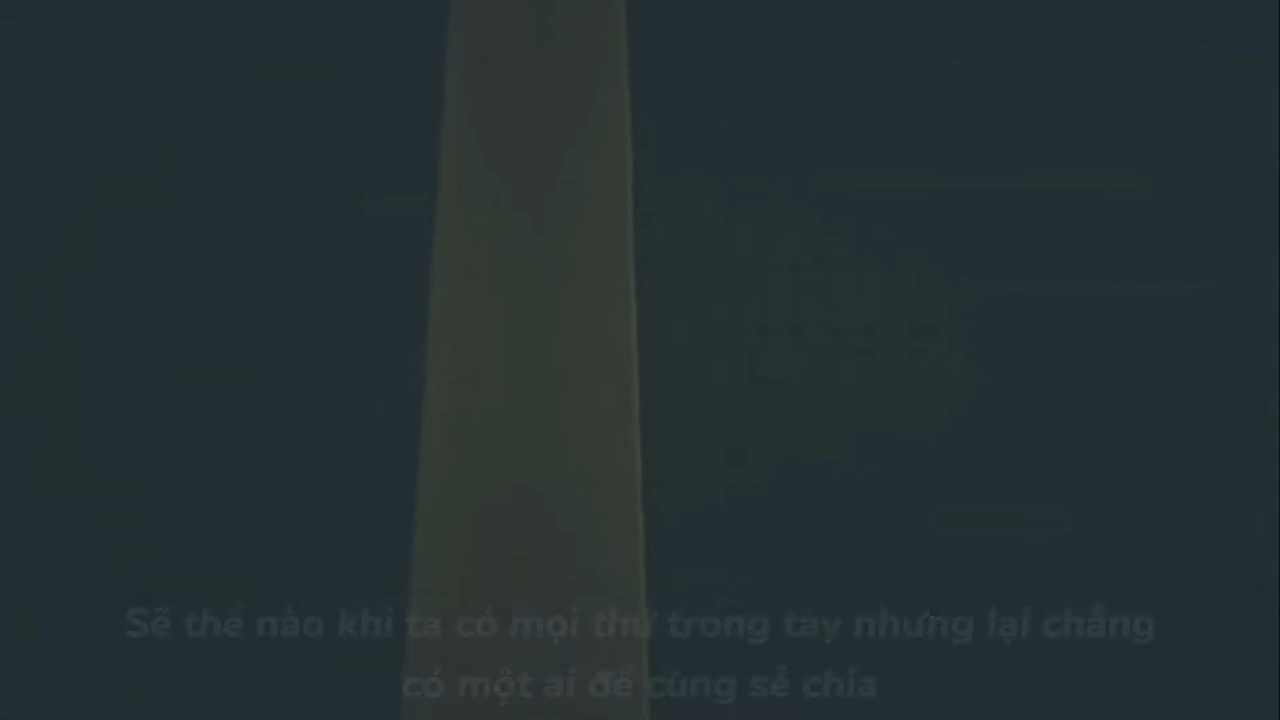 Sẽ thế nào khi ta có mọi thứ trong tay nhưng lại chẳng
có một ai để cùng sẻ chia